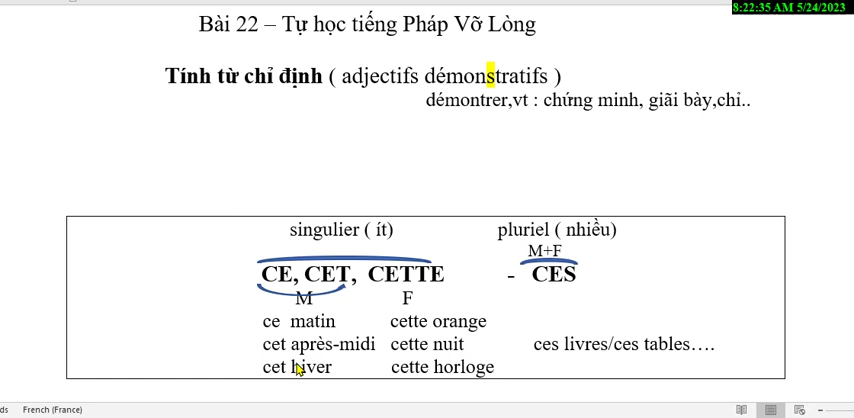 8:22:35 AM 5/24/2023
Bài 22 – Tự học tiếng Pháp Vỡ Lòng
Tính từ chỉ định ( adjectifs démonstratifs )
démontrer,vt : chứng minh, giãi bày,chỉ..
singulier ( ít) pluriel ( nhiều)
M+F
CE, CET, CETTE - CES
M F
ce matin cette orange
cet après-midi cette nuit ces livres/ces tables….
cet hiver cette horloge
ds French (France)